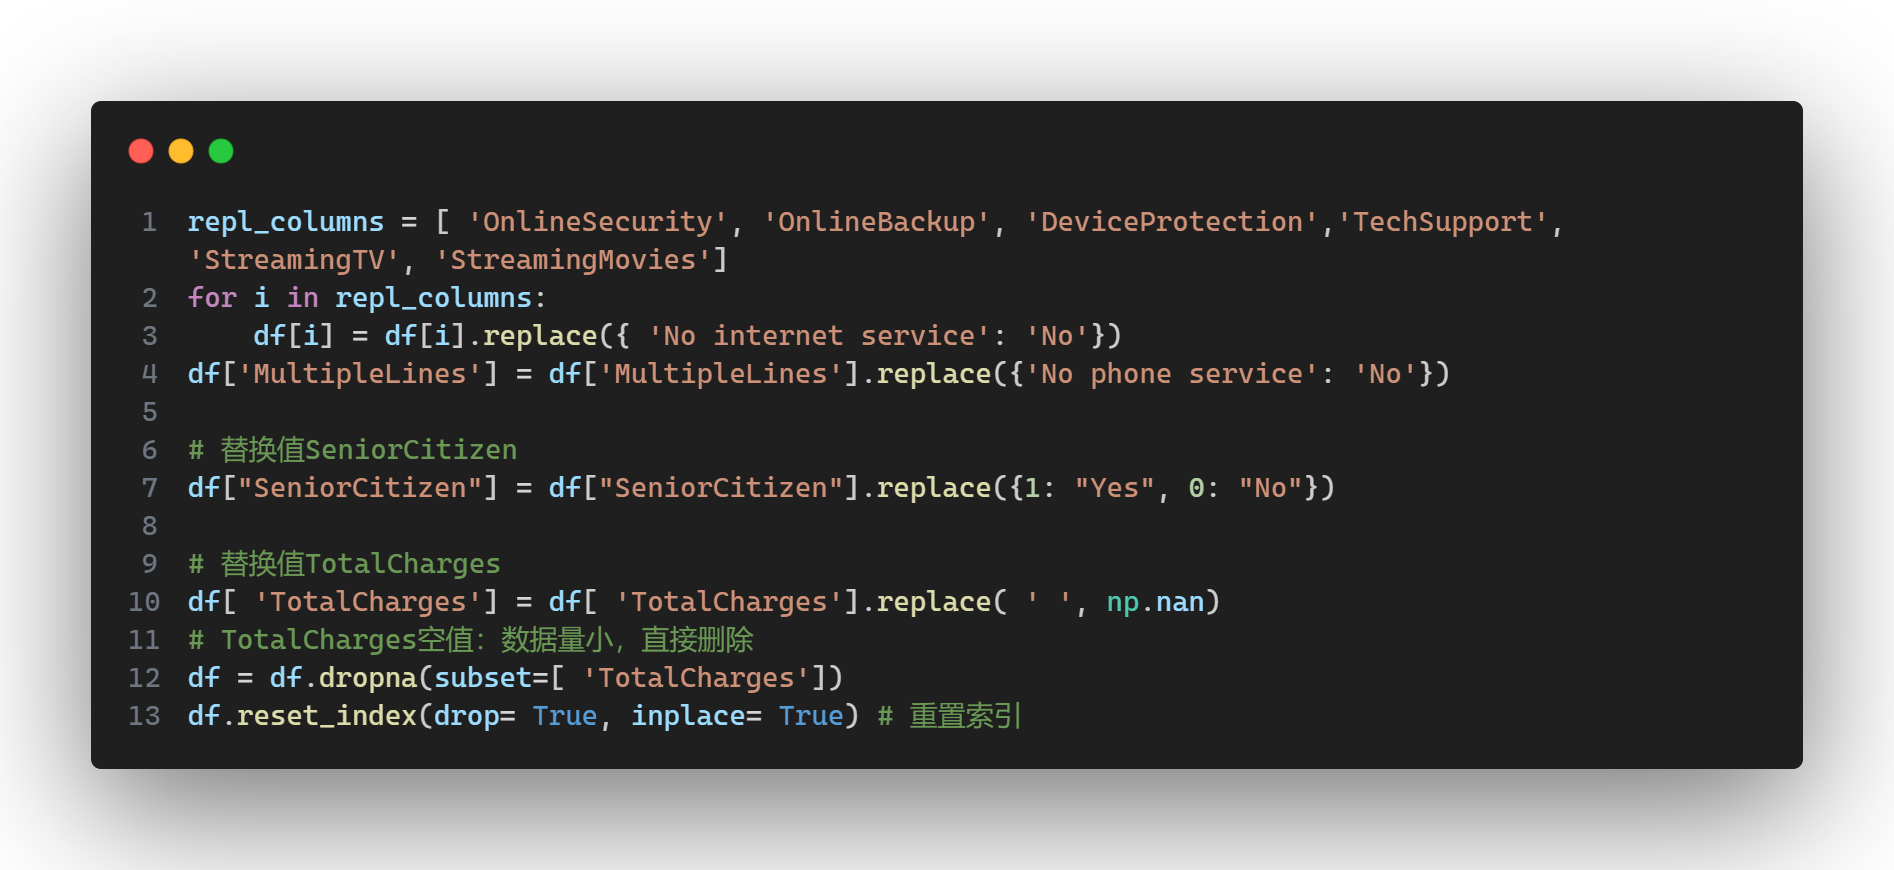 1 repl_columns = [ 'OnlineSecurity', 'OnlineBackup', 'DeviceProtection','TechSupport',
'StreamingTV', 'StreamingMovies']
2 for i in repl_columns:
3     df[i] = df[i].replace({ 'No internet service': 'No'})
4 df['MultipleLines'] = df['MultipleLines'].replace({'No phone service': 'No'})
5
6 # 替换值SeniorCitizen
7 df["SeniorCitizen"] = df["SeniorCitizen"].replace({1: "Yes", 0: "No"})
8
9 # 替换值TotalCharges
10 df[ 'TotalCharges'] = df[ 'TotalCharges'].replace( ' ', np.nan)
11 # TotalCharges空值：数据量小，直接删除
12 df = df.dropna(subset=[ 'TotalCharges'])
13 df.reset_index(drop= True, inplace= True) # 重置索引